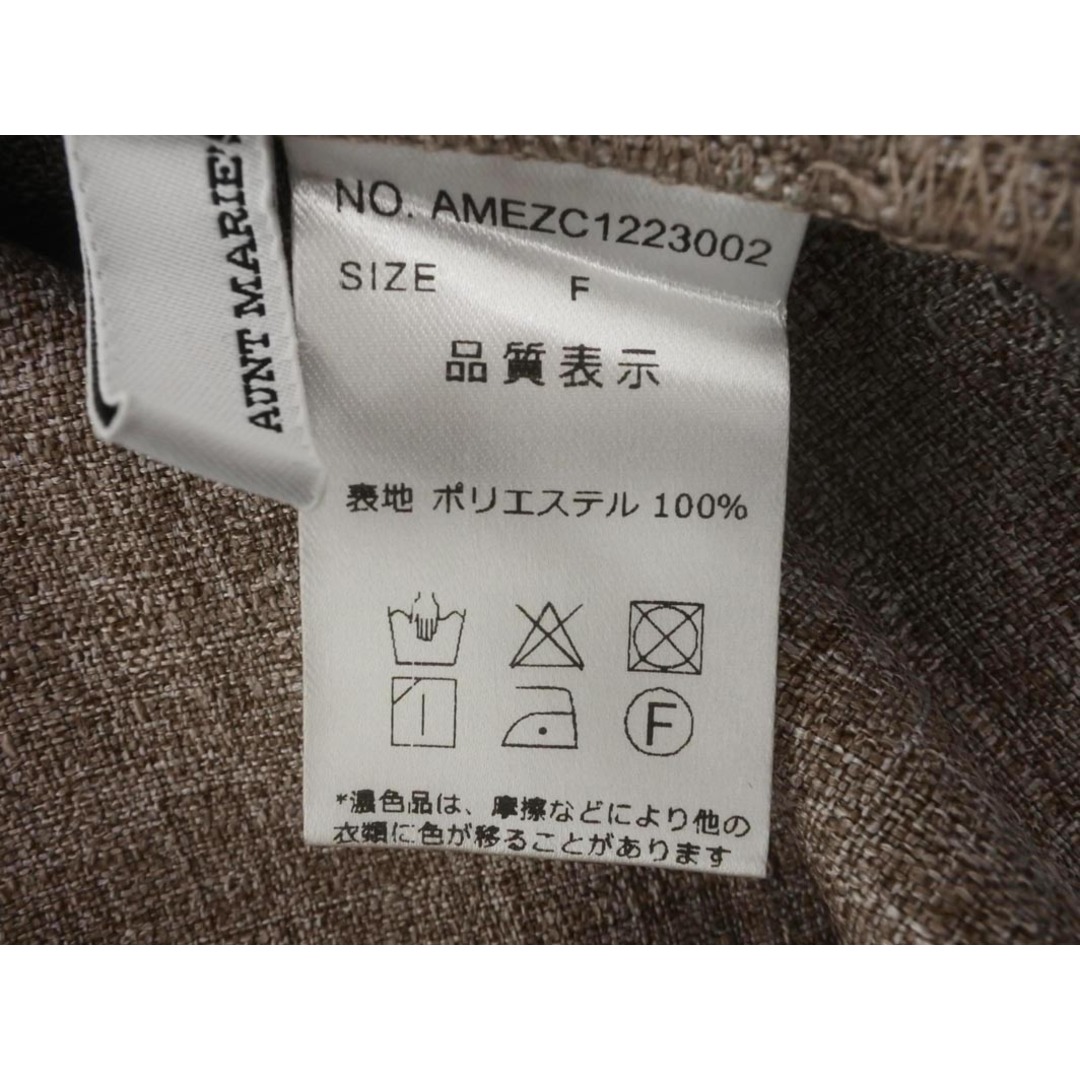 AUNT MARIE'S
NO. AMEZC1223002
SIZE F
品質表示
表地 ポリエステル 100%
F
*濃色品は、摩擦などにより他の
衣類に色が移ることがあります